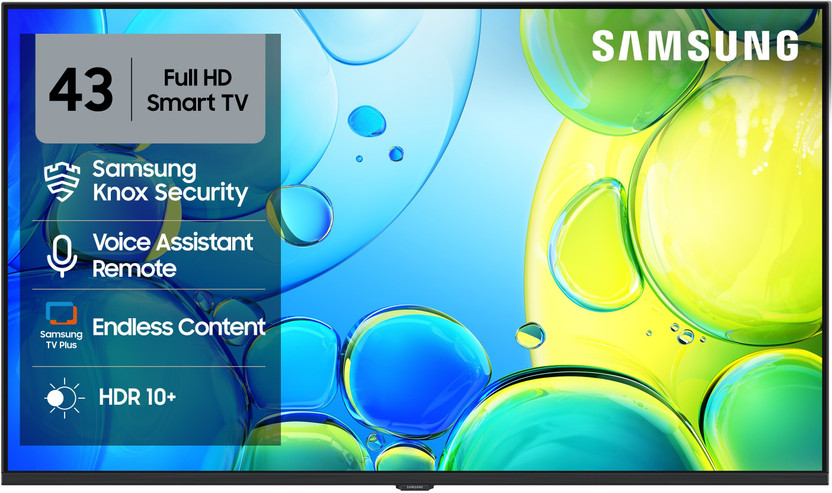 SAMSUNG
43
Full HD
Smart TV
Samsung
Knox Security
Voice Assistant
Remote
Samsung
TV Plus
Endless Content
HDR 10+
SAMSUNG